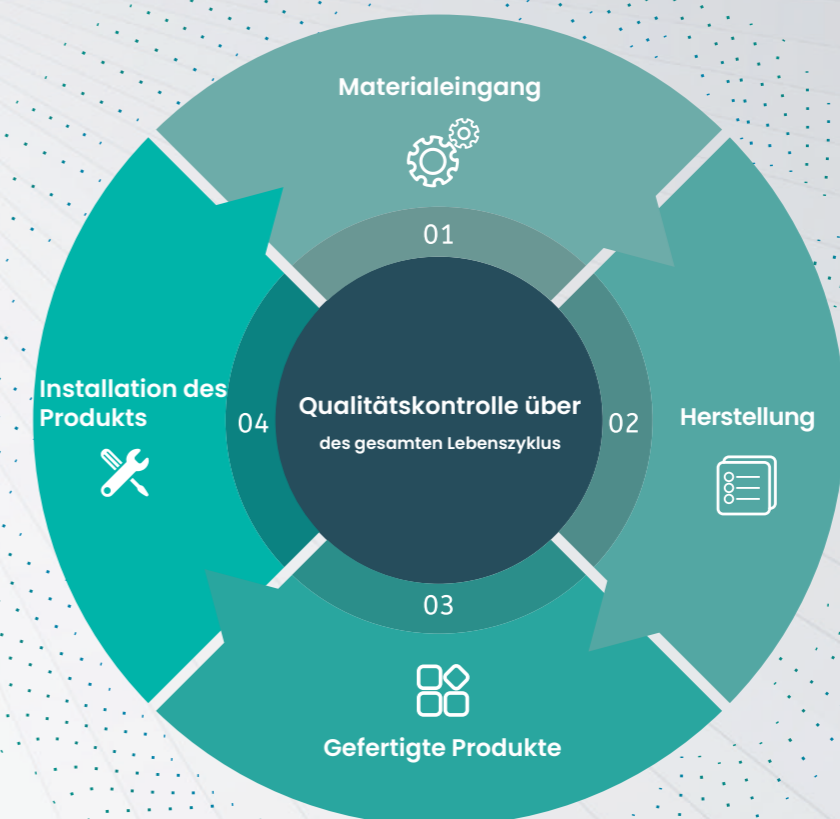 Materialeingang
01
Installation des
Produkts
04
Qualitätskontrolle über
des gesamten Lebenszyklus
02
Herstellung
03
Gefertigte Produkte